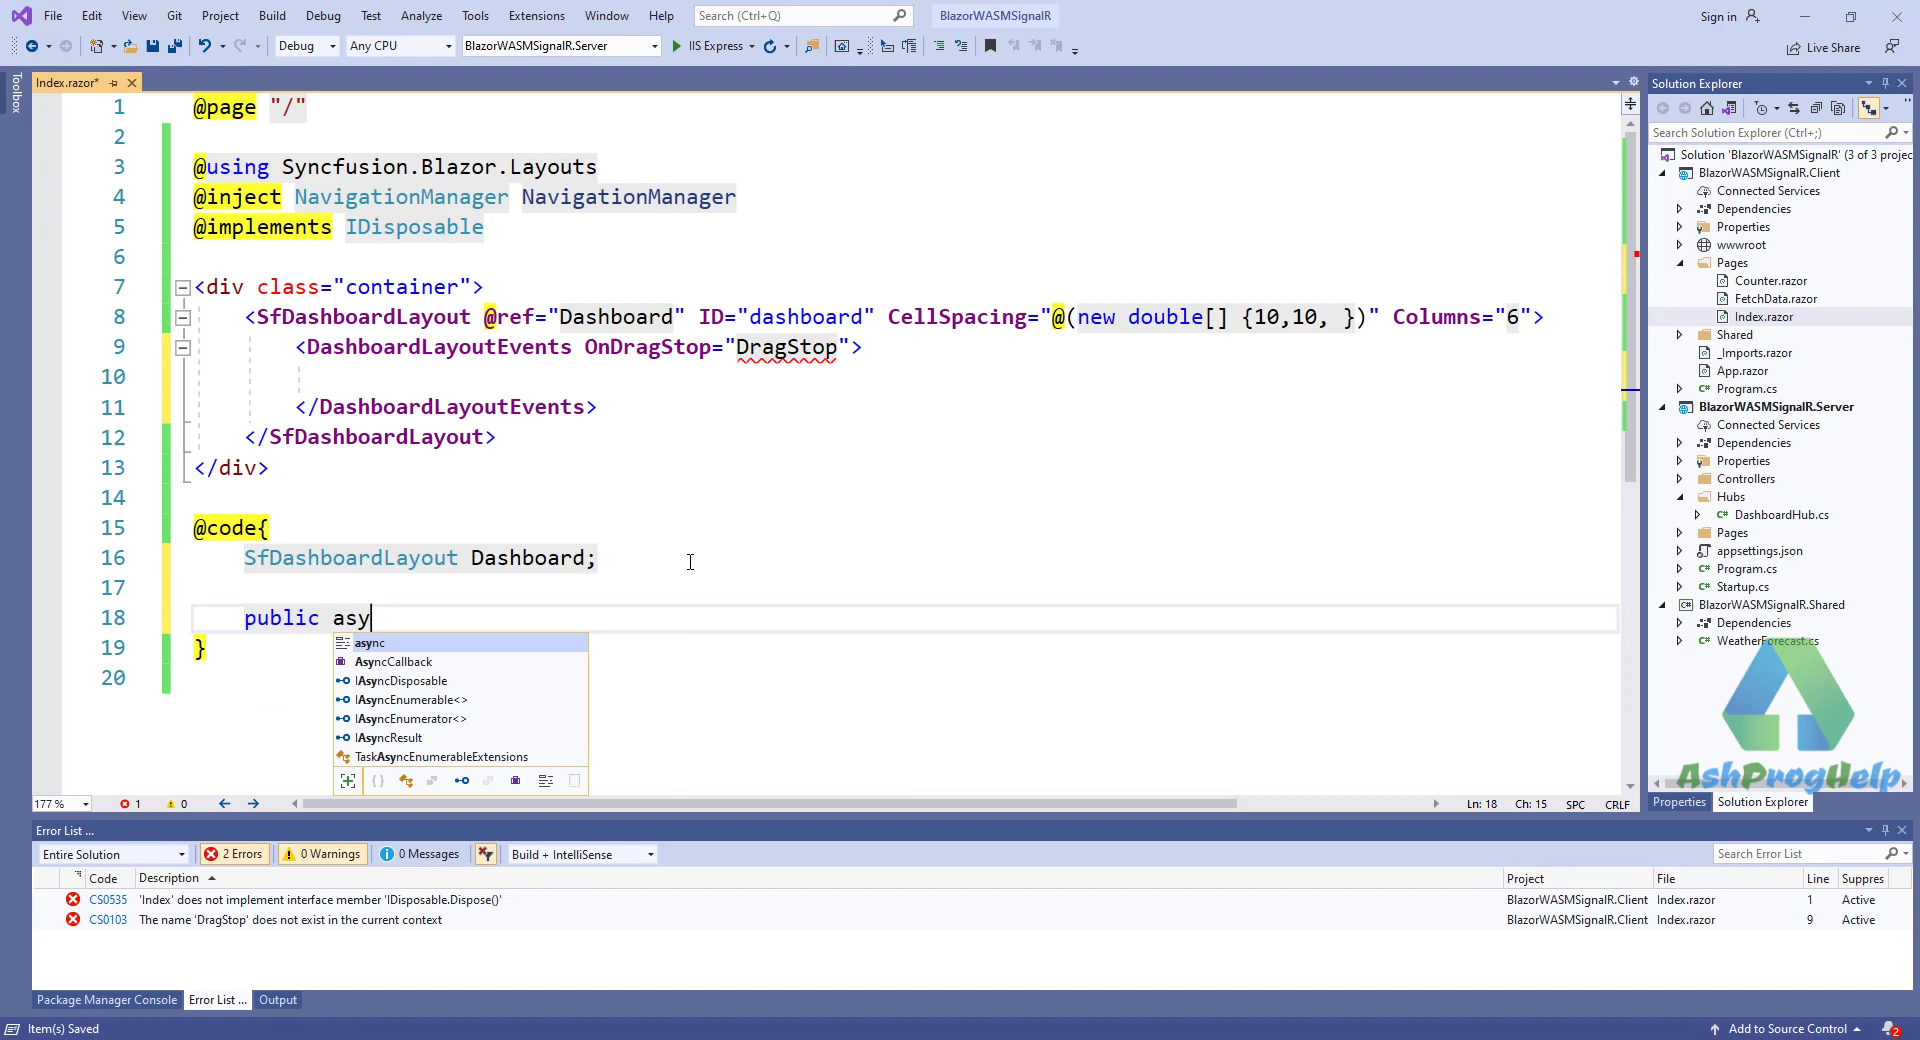 File Edit View Git Project Build Debug Test Analyze Tools Extensions Window Help Search (Ctrl+Q) BlazorWASMSignalR Sign in
Debug Any CPU BlazorWASMSignalR.Server IIS Express Live Share
Toolbox
Index.razor*
1 @page "/"
2
3 @using Syncfusion.Blazor.Layouts
4 @inject NavigationManager NavigationManager
5 @implements IDisposable
6
7 <div class="container">
8 <SfDashboardLayout @ref="Dashboard" ID="dashboard" CellSpacing="@(new double[] {10,10, })" Columns="6">
9 <DashboardLayoutEvents OnDragStop="DragStop">
10
11 </DashboardLayoutEvents>
12 </SfDashboardLayout>
13 </div>
14
15 @code{
16 SfDashboardLayout Dashboard;
17
18 public asy
19 }
20
async
AsyncCallback
IAsyncDisposable
IAsyncEnumerable<>
IAsyncEnumerator<>
IAsyncResult
TaskAsyncEnumerableExtensions
177 % 1 0 Ln: 18 Ch: 15 SPC CRLF
Solution Explorer
Search Solution Explorer (Ctrl+;)
Solution 'BlazorWASMSignalR' (3 of 3 projec
BlazorWASMSignalR.Client
Connected Services
Dependencies
Properties
wwwroot
Pages
Counter.razor
FetchData.razor
Index.razor
Shared
_Imports.razor
App.razor
C# Program.cs
BlazorWASMSignalR.Server
Connected Services
Dependencies
Properties
Controllers
Hubs
C# DashboardHub.cs
Pages
appsettings.json
C# Program.cs
C# Startup.cs
C# BlazorWASMSignalR.Shared
Dependencies
C# WeatherForecast.cs
AshProgHelp
Properties Solution Explorer
Error List ...
Entire Solution 2 Errors 0 Warnings 0 Messages Build + IntelliSense Search Error List
Code Description Project File Line Suppres
CS0535 'Index' does not implement interface member 'IDisposable.Dispose()' BlazorWASMSignalR.Client Index.razor 1 Active
CS0103 The name 'DragStop' does not exist in the current context BlazorWASMSignalR.Client Index.razor 9 Active
Package Manager Console Error List ... Output
Item(s) Saved Add to Source Control 2